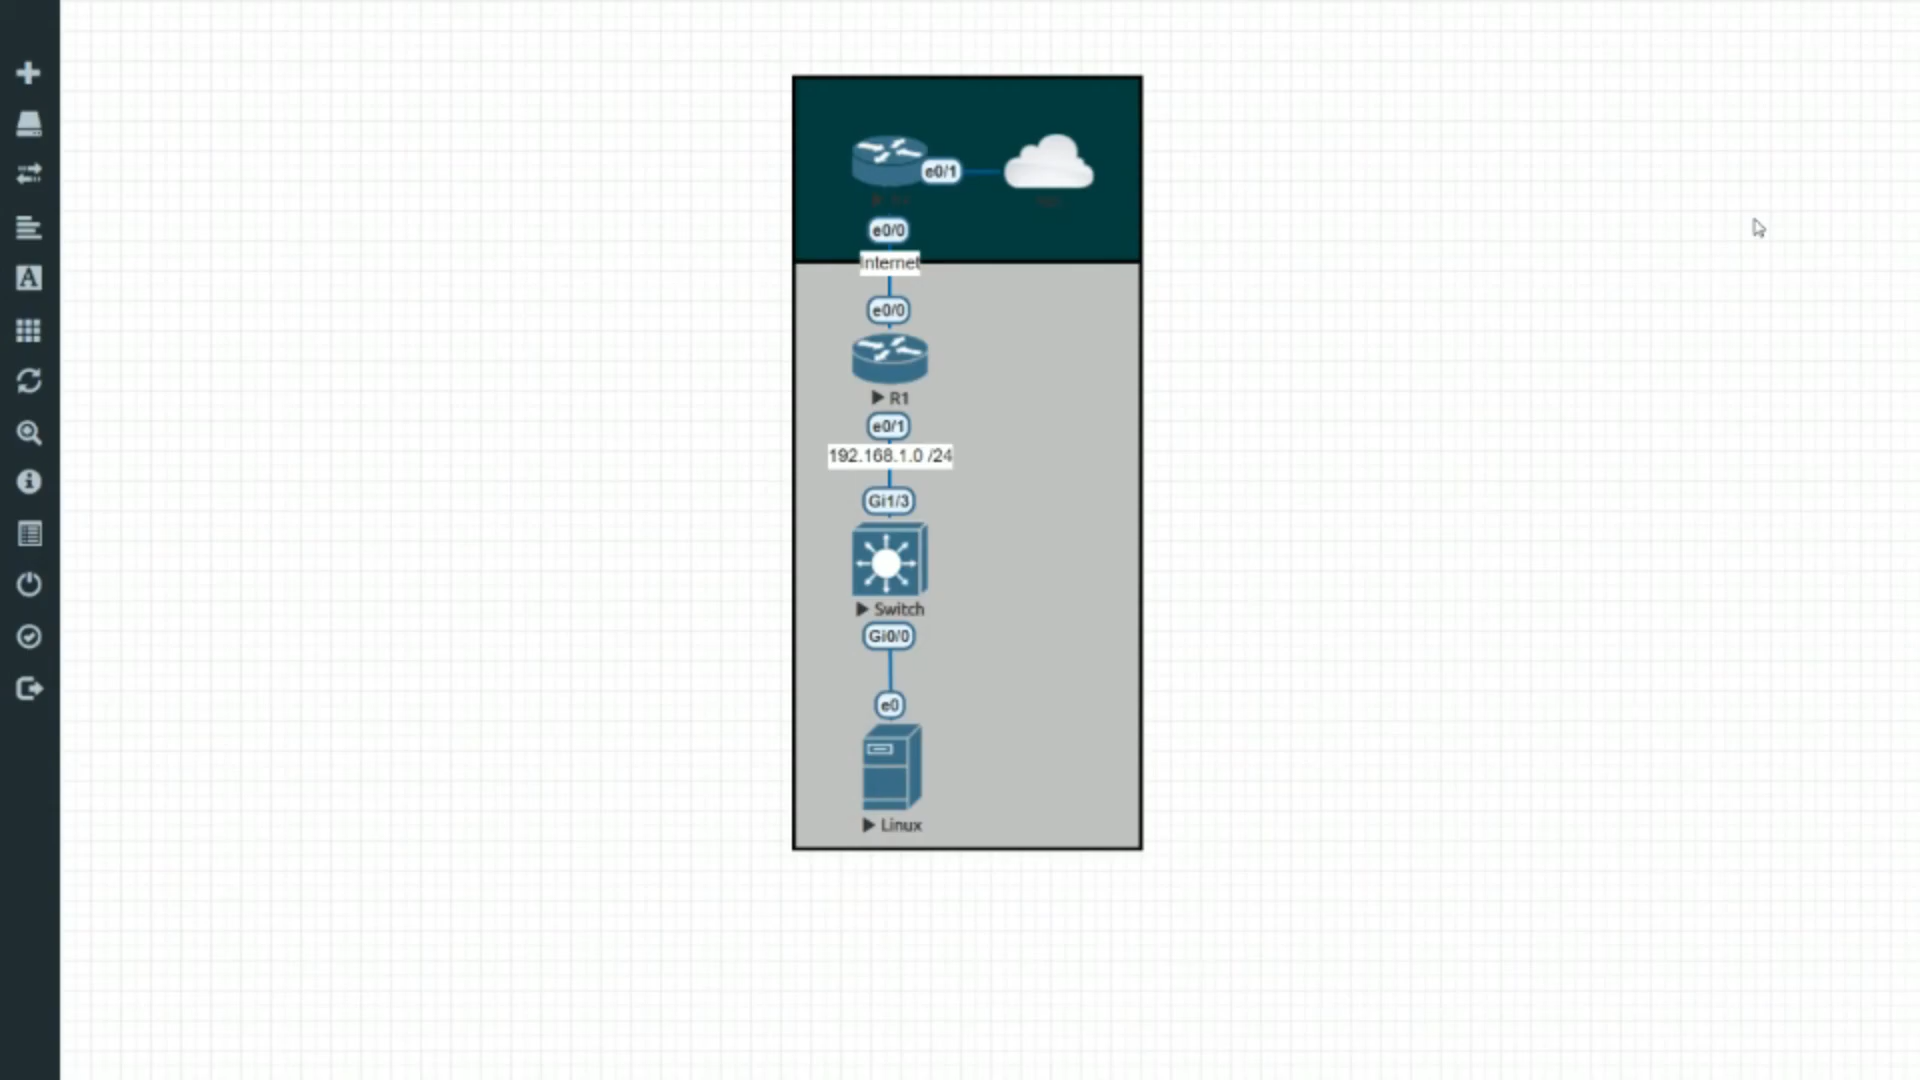 e0/1
e0/0
Internet
e0/0
R1
e0/1
192.168.1.0 /24
Gi1/3
Switch
Gi0/0
e0
Linux